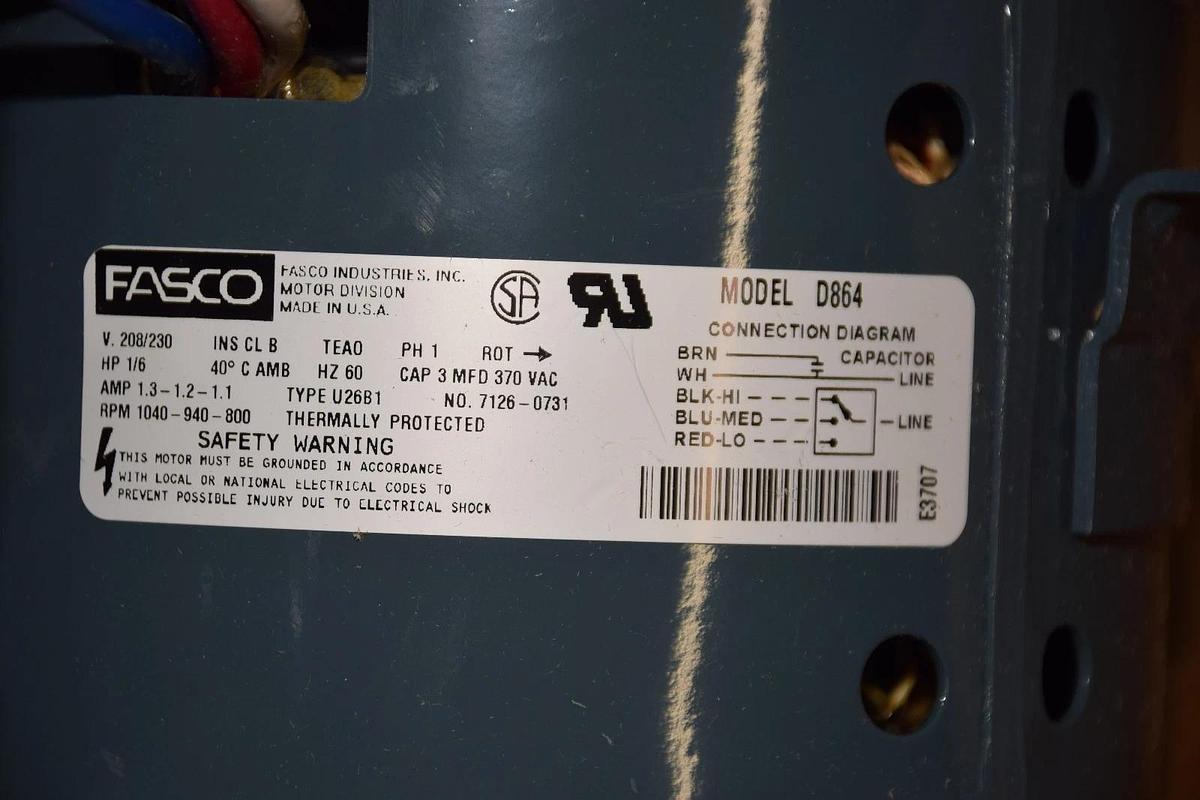 FASCO
FASCO INDUSTRIES, INC.
MOTOR DIVISION
MADE IN U.S.A.
SA
RU
MODEL D864
V. 208/230 INS CL B TEAO PH 1 ROT →
HP 1/6 40° C AMB HZ 60 CAP 3 MFD 370 VAC
AMP 1.3-1.2-1.1 TYPE U26B1 NO. 7126-0731
RPM 1040-940-800 THERMALLY PROTECTED
SAFETY WARNING
THIS MOTOR MUST BE GROUNDED IN ACCORDANCE
WITH LOCAL OR NATIONAL ELECTRICAL CODES TO
PREVENT POSSIBLE INJURY DUE TO ELECTRICAL SHOCK
CONNECTION DIAGRAM
BRN CAPACITOR
WH LINE
BLK-HI
BLU-MED LINE
RED-LO
E3707